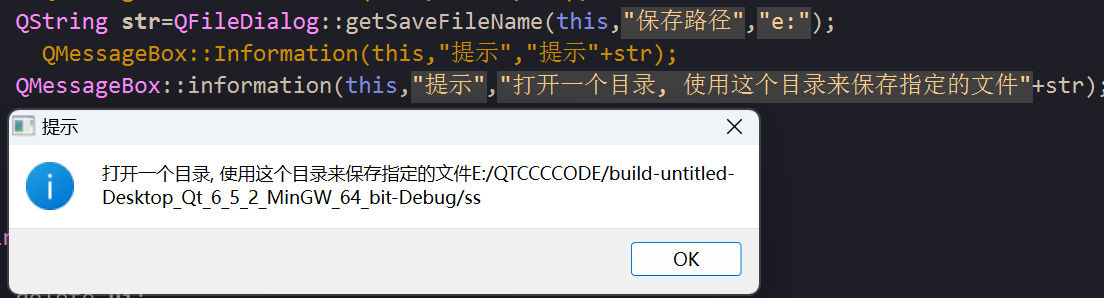 QString str=QFileDialog::getSaveFileName(this,"保存路径","e:");
QMessageBox::Information(this,"提示","提示"+str);
QMessageBox::information(this,"提示","打开一个目录, 使用这个目录来保存指定的文件"+str);
提示
打开一个目录, 使用这个目录来保存指定的文件E:/QTCCCCODE/build-untitled-
Desktop_Qt_6_5_2_MinGW_64_bit-Debug/ss
OK